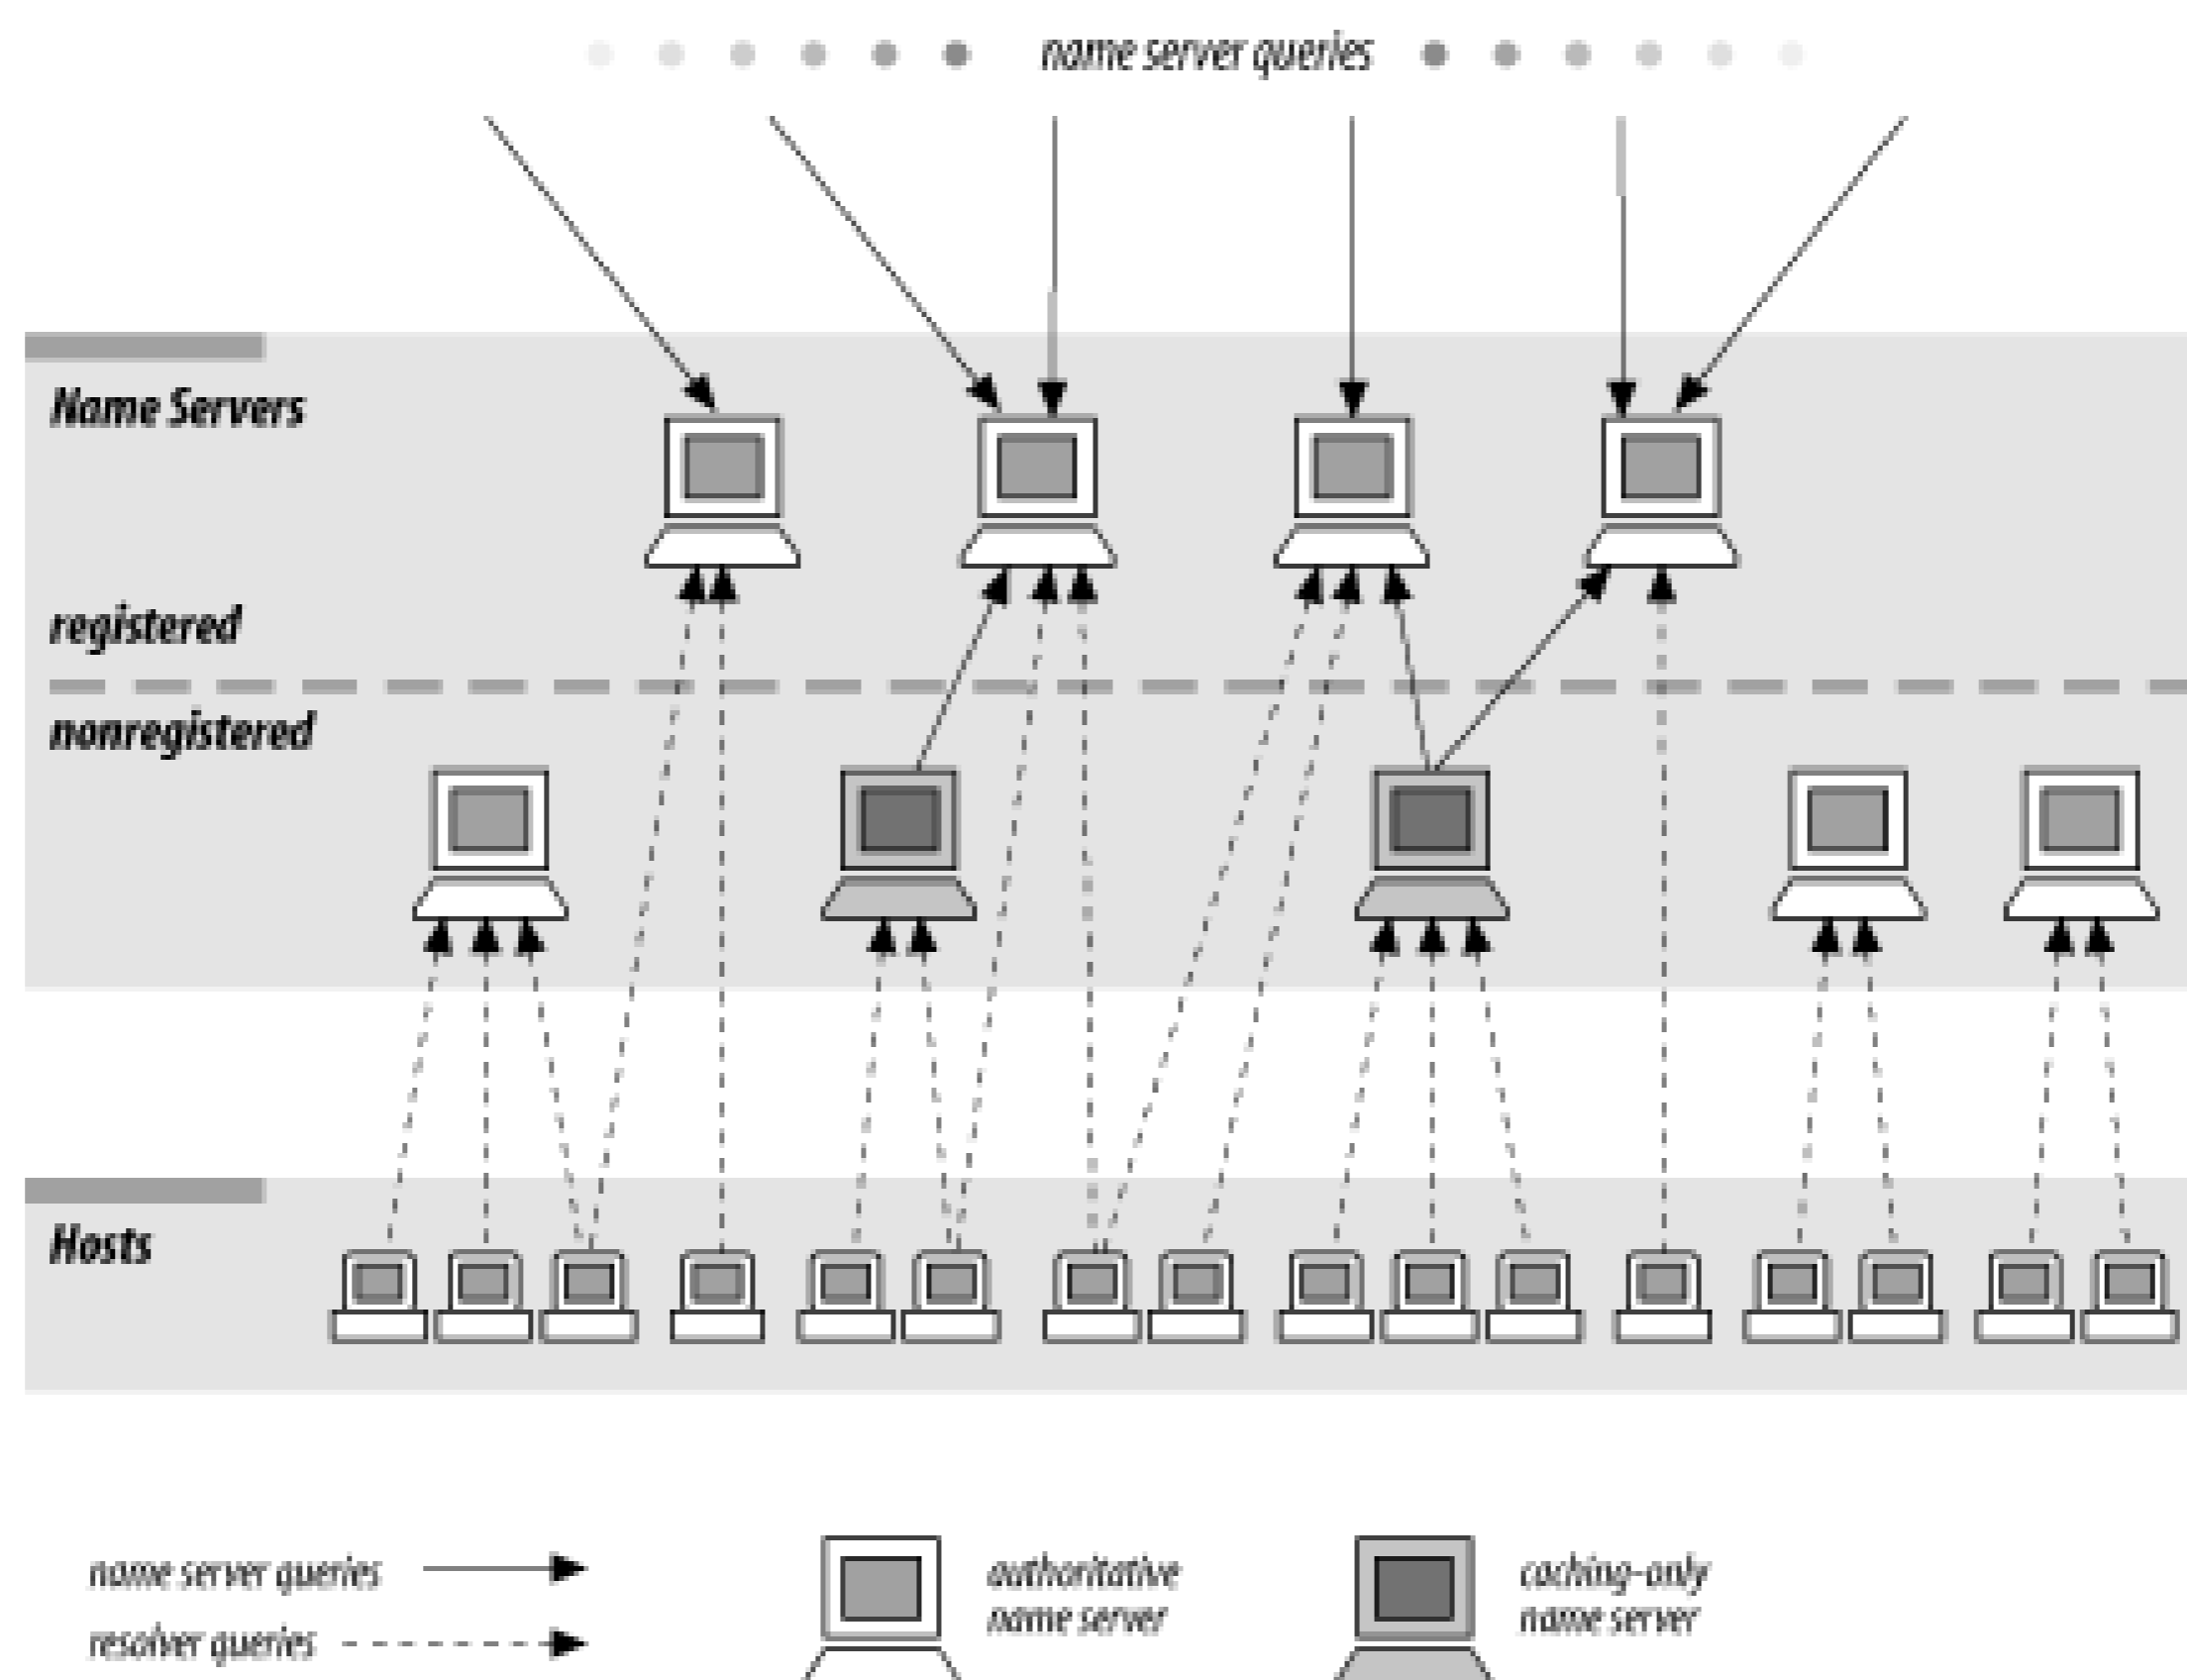 name server queries
Name Servers
registered
nonregistered
Hosts
name server queries
resolver queries
authoritative
name server
caching-only
name server